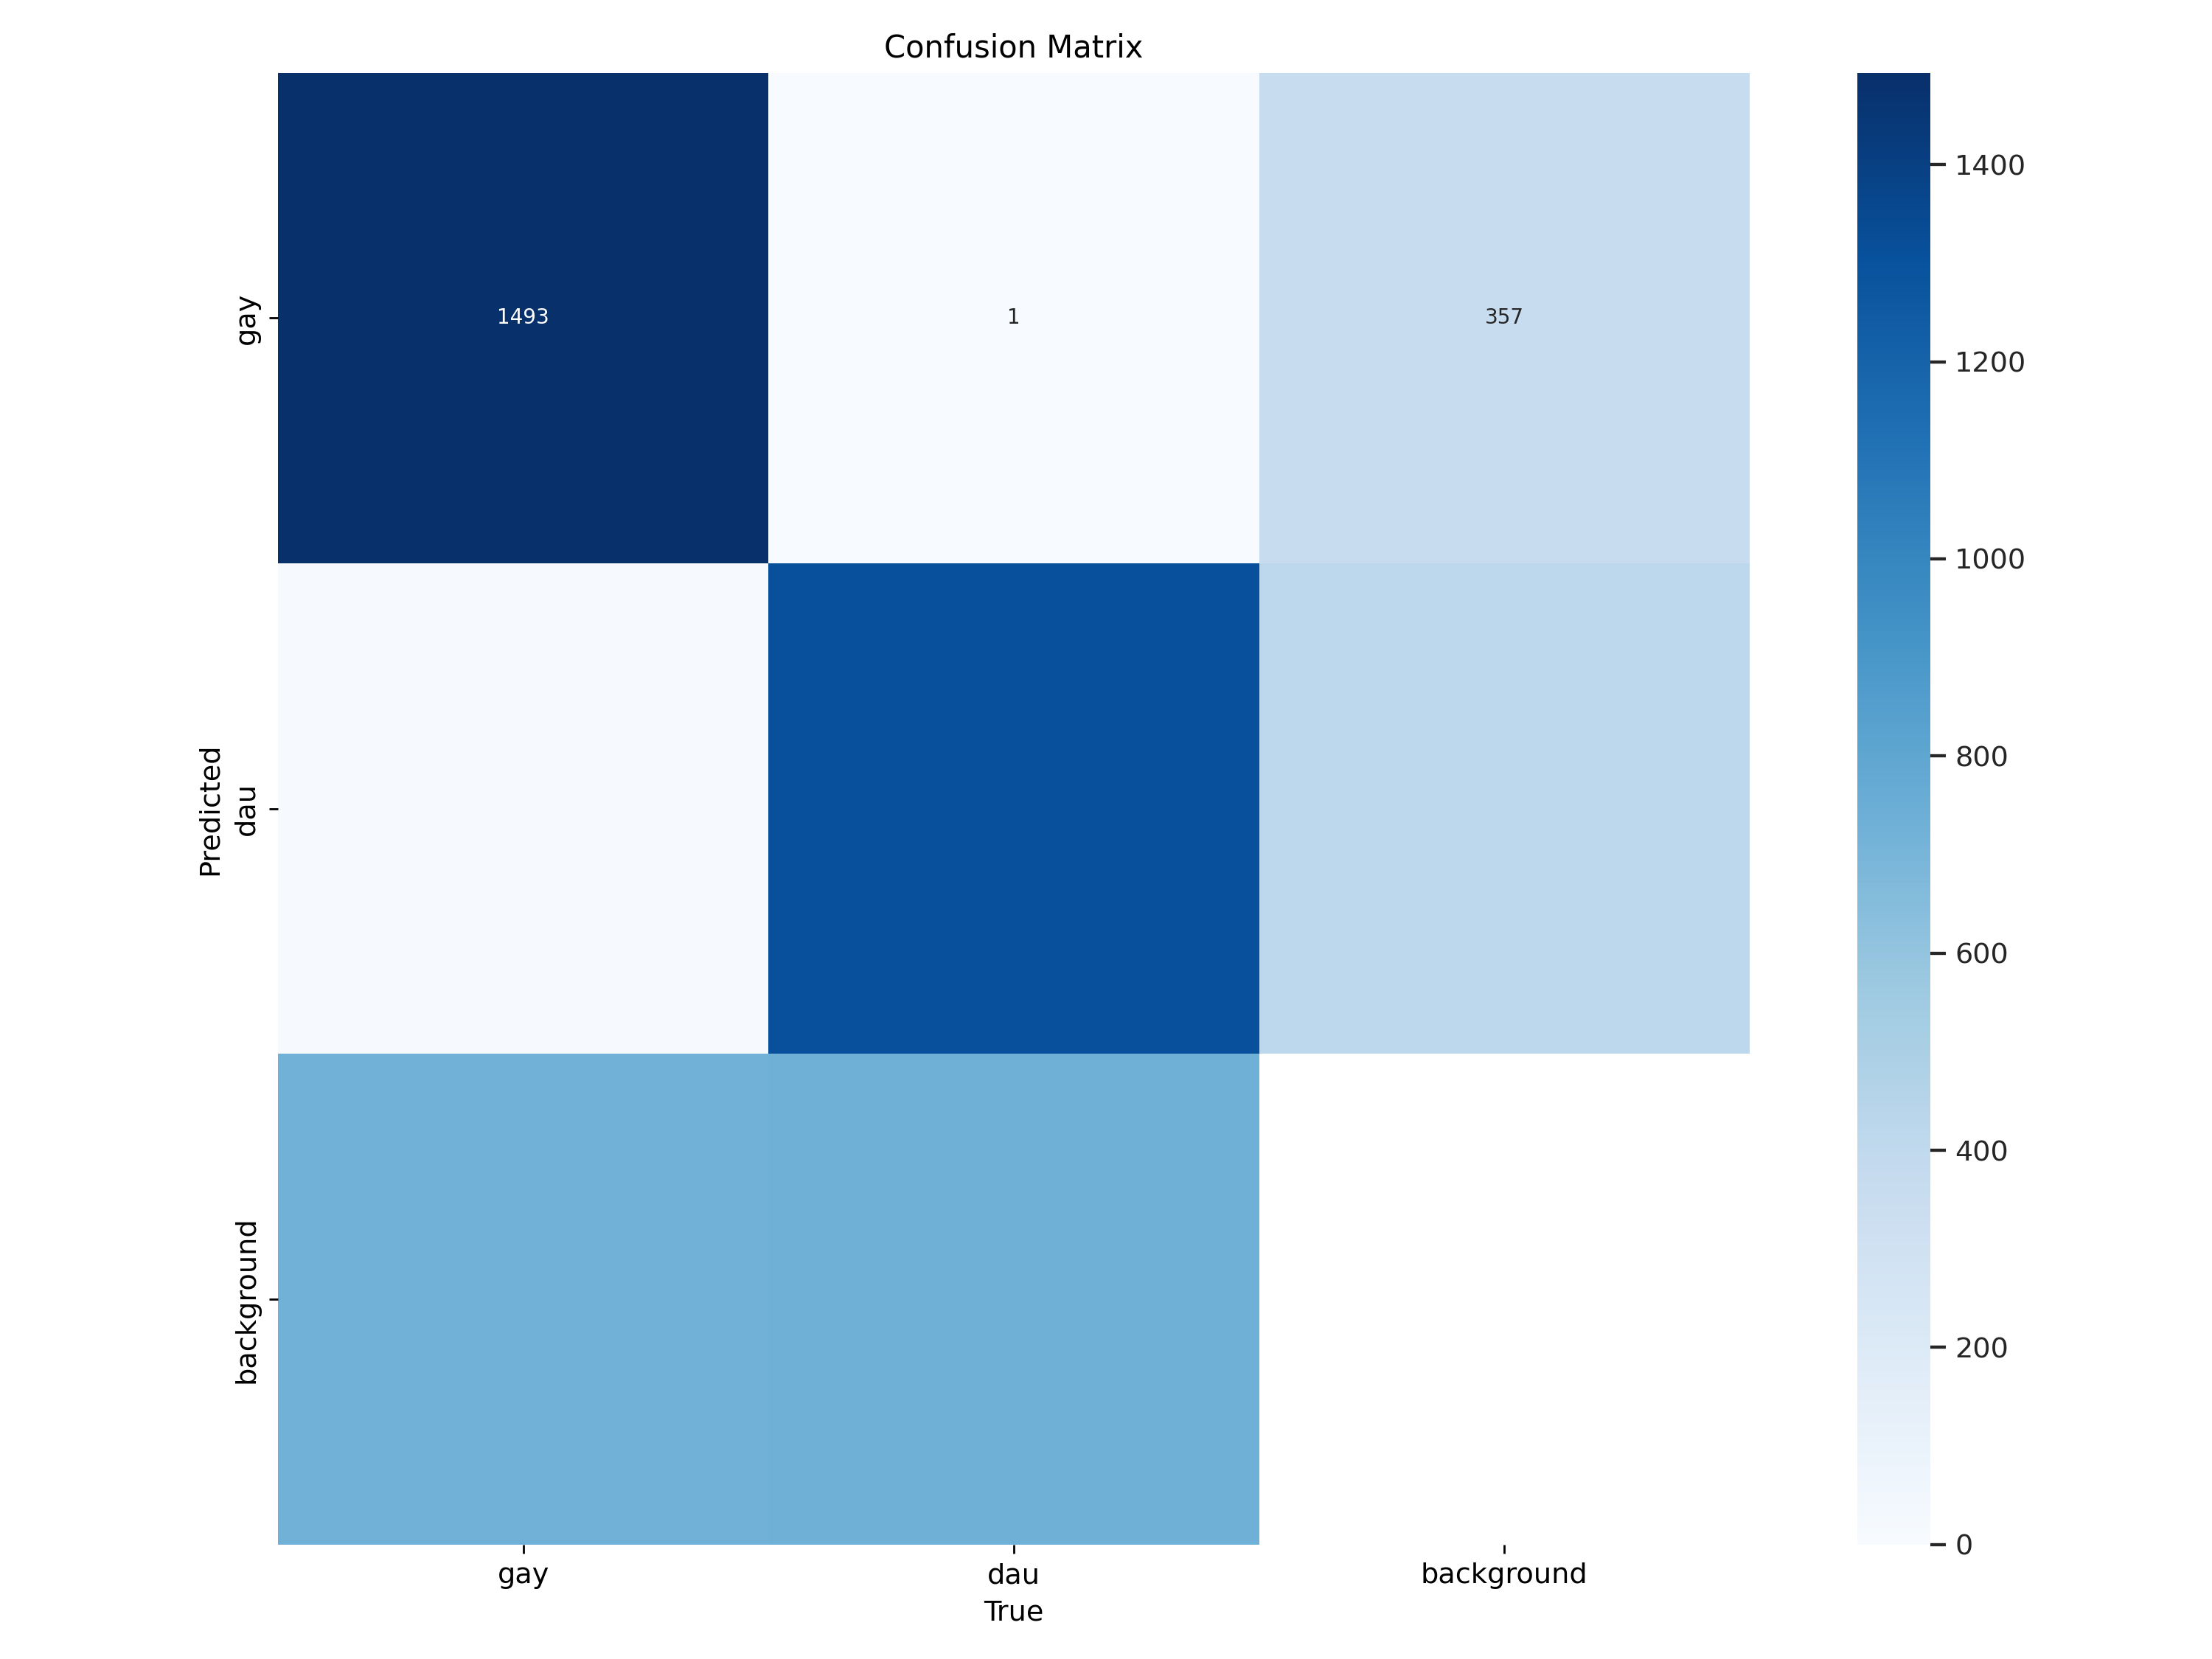 Confusion Matrix
gay
1493
1
357
Predicted
dau
background
gay
dau
background
True
1400
1200
1000
800
600
400
200
0